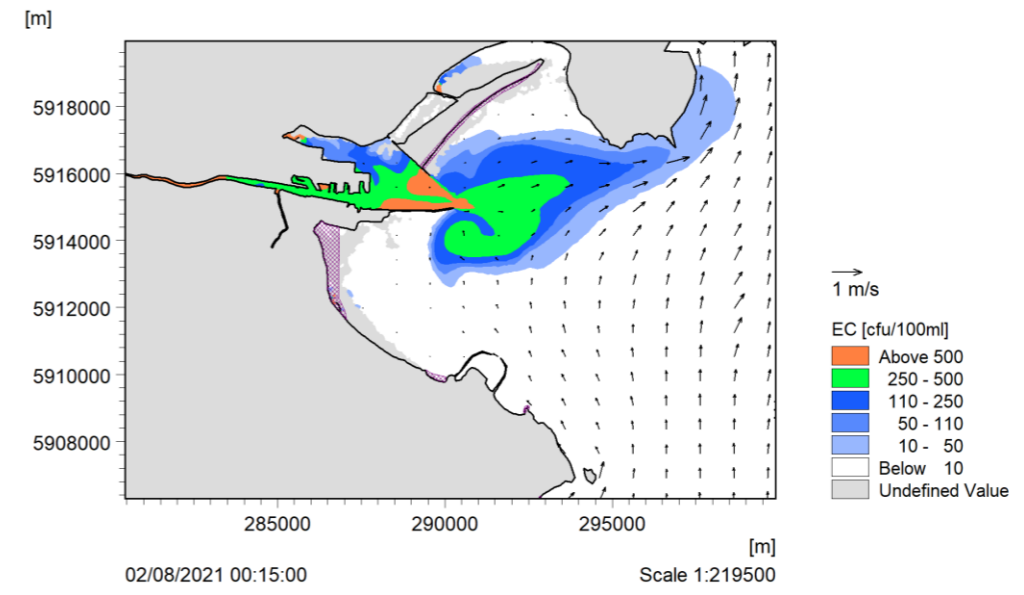 [m]
5918000
5916000
5914000
5912000
5910000
5908000
285000 290000 295000
[m]
02/08/2021 00:15:00 Scale 1:219500
1 m/s
EC [cfu/100ml]
Above 500
250 - 500
110 - 250
50 - 110
10 - 50
Below 10
Undefined Value